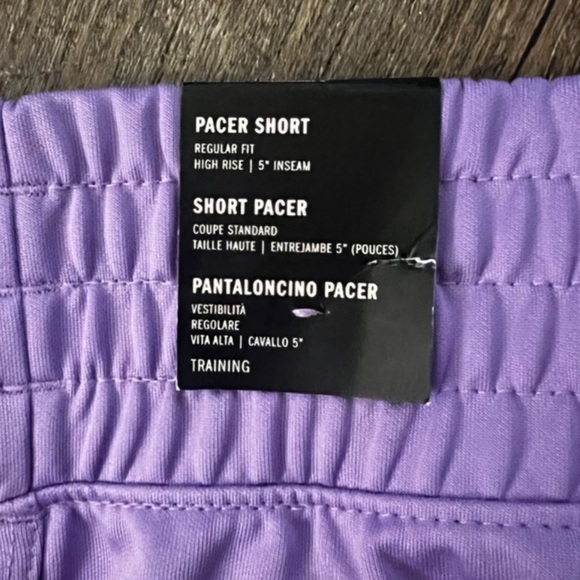 PACER SHORT
REGULAR FIT
HIGH RISE | 5" INSEAM
SHORT PACER
COUPE STANDARD
TAILLE HAUTE | ENTREJAMBE 5" (POUCES)
PANTALONCINO PACER
VESTIBILITÀ
REGOLARE
VITA ALTA | CAVALLO 5"
TRAINING